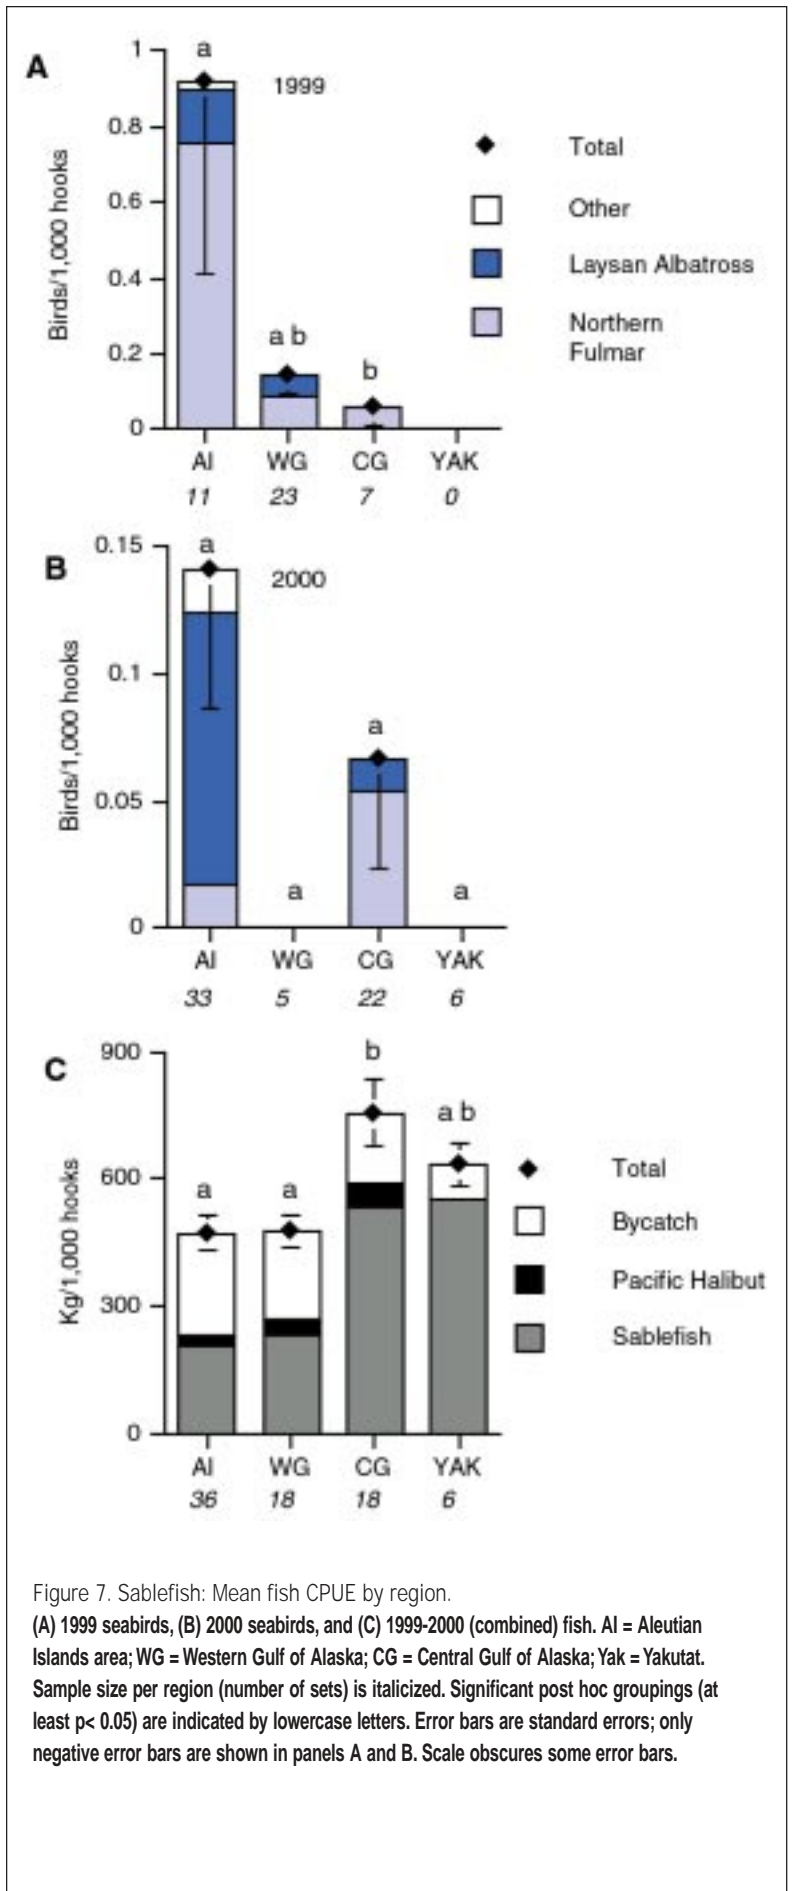 A
1999
a
a b
b
1
0.8
0.6
0.4
0.2
0
Birds/1,000 hooks
AI WG CG YAK
11 23 7 0
Total
Other
Laysan Albatross
Northern
Fulmar
B
2000
a
a
a
a
0.15
0.1
0.05
0
Birds/1,000 hooks
AI WG CG YAK
33 5 22 6
C
a
a
b
a b
900
600
300
0
Kg/1,000 hooks
AI WG CG YAK
36 18 18 6
Total
Bycatch
Pacific Halibut
Sablefish
Figure 7. Sablefish: Mean fish CPUE by region.
(A) 1999 seabirds, (B) 2000 seabirds, and (C) 1999-2000 (combined) fish. AI = Aleutian
Islands area; WG = Western Gulf of Alaska; CG = Central Gulf of Alaska; Yak = Yakutat.
Sample size per region (number of sets) is italicized. Significant post hoc groupings (at
least p< 0.05) are indicated by lowercase letters. Error bars are standard errors; only
negative error bars are shown in panels A and B. Scale obscures some error bars.